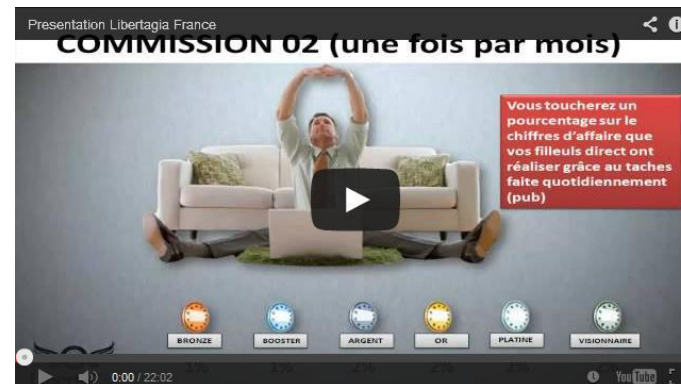 Presentation Libertagia France
COMMISSION 02 (une fois par mois)
Vous toucherez un
pourcentage sur le
chiffres d'affaire que
vos filleuls direct ont
réaliser grâce au taches
faite quotidiennement
(pub)
BRONZE BOOSTER ARGENT OR PLATINE VISIONNAIRE
0:00 / 22:02
YouTube